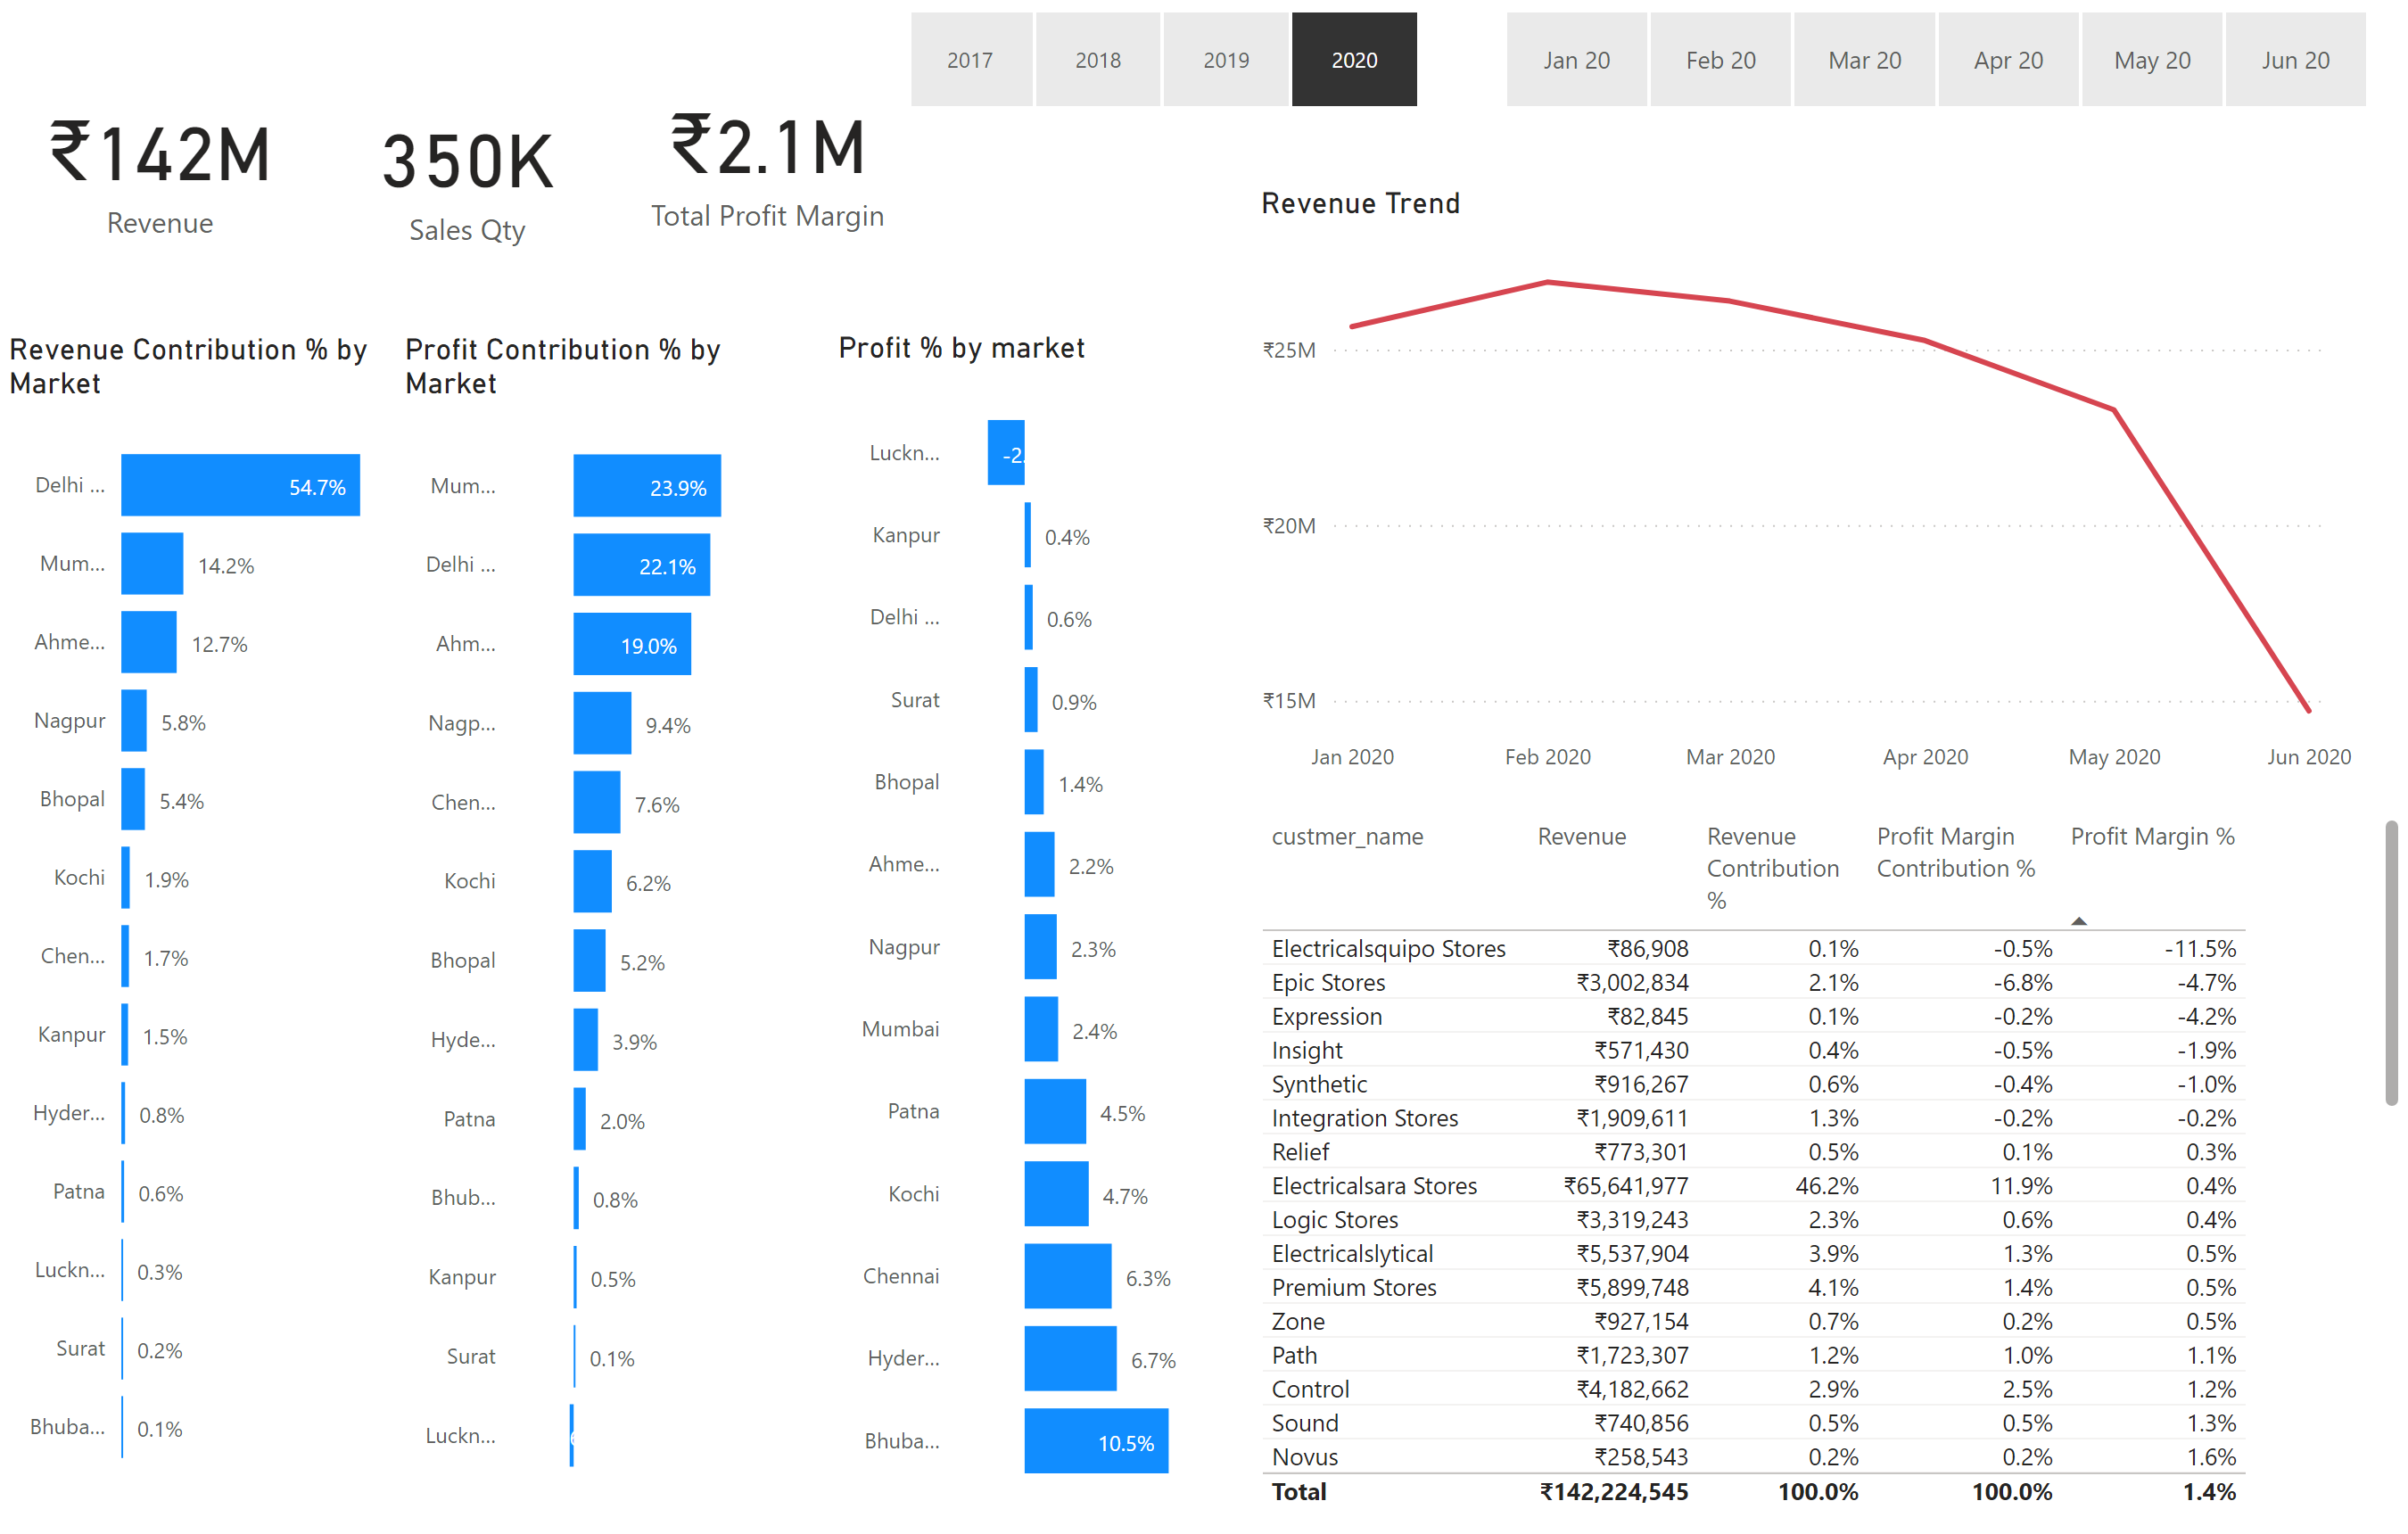 2017 2018 2019 2020 Jan 20 Feb 20 Mar 20 Apr 20 May 20 Jun 20
₹142M
Revenue
350K
Sales Qty
₹2.1M
Total Profit Margin
Revenue Contribution % by
Market
Delhi ... 54.7%
Mum... 14.2%
Ahme... 12.7%
Nagpur 5.8%
Bhopal 5.4%
Kochi 1.9%
Chen... 1.7%
Kanpur 1.5%
Hyder... 0.8%
Patna 0.6%
Luckn... 0.3%
Surat 0.2%
Bhuba... 0.1%
Profit Contribution % by
Market
Mum... 23.9%
Delhi ... 22.1%
Ahm... 19.0%
Nagp... 9.4%
Chen... 7.6%
Kochi 6.2%
Bhopal 5.2%
Hyde... 3.9%
Patna 2.0%
Bhub... 0.8%
Kanpur 0.5%
Surat 0.1%
Luckn...
Profit % by market
Luckn... -2.
Kanpur 0.4%
Delhi ... 0.6%
Surat 0.9%
Bhopal 1.4%
Ahme... 2.2%
Nagpur 2.3%
Mumbai 2.4%
Patna 4.5%
Kochi 4.7%
Chennai 6.3%
Hyder... 6.7%
Bhuba... 10.5%
Revenue Trend
₹25M
₹20M
₹15M
Jan 2020 Feb 2020 Mar 2020 Apr 2020 May 2020 Jun 2020
custmer_name Revenue Revenue Profit Margin Profit Margin %
Contribution Contribution %
%
Electricalsquipo Stores ₹86,908 0.1% -0.5% -11.5%
Epic Stores ₹3,002,834 2.1% -6.8% -4.7%
Expression ₹82,845 0.1% -0.2% -4.2%
Insight ₹571,430 0.4% -0.5% -1.9%
Synthetic ₹916,267 0.6% -0.4% -1.0%
Integration Stores ₹1,909,611 1.3% -0.2% -0.2%
Relief ₹773,301 0.5% 0.1% 0.3%
Electricalsara Stores ₹65,641,977 46.2% 11.9% 0.4%
Logic Stores ₹3,319,243 2.3% 0.6% 0.4%
Electricalslytical ₹5,537,904 3.9% 1.3% 0.5%
Premium Stores ₹5,899,748 4.1% 1.4% 0.5%
Zone ₹927,154 0.7% 0.2% 0.5%
Path ₹1,723,307 1.2% 1.0% 1.1%
Control ₹4,182,662 2.9% 2.5% 1.2%
Sound ₹740,856 0.5% 0.5% 1.3%
Novus ₹258,543 0.2% 0.2% 1.6%
Total ₹142,224,545 100.0% 100.0% 1.4%